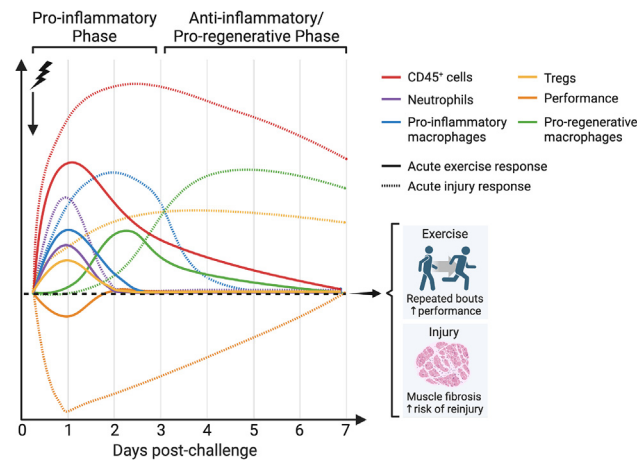 Pro-inflammatory
Phase
Anti-inflammatory/
Pro-regenerative Phase
CD45⁺ cells
Neutrophils
Pro-inflammatory
macrophages
Tregs
Performance
Pro-regenerative
macrophages
Acute exercise response
Acute injury response
Exercise
Repeated bouts
↑performance
Injury
Muscle fibrosis
↑risk of reinjury
0 1 2 3 4 5 6 7
Days post-challenge